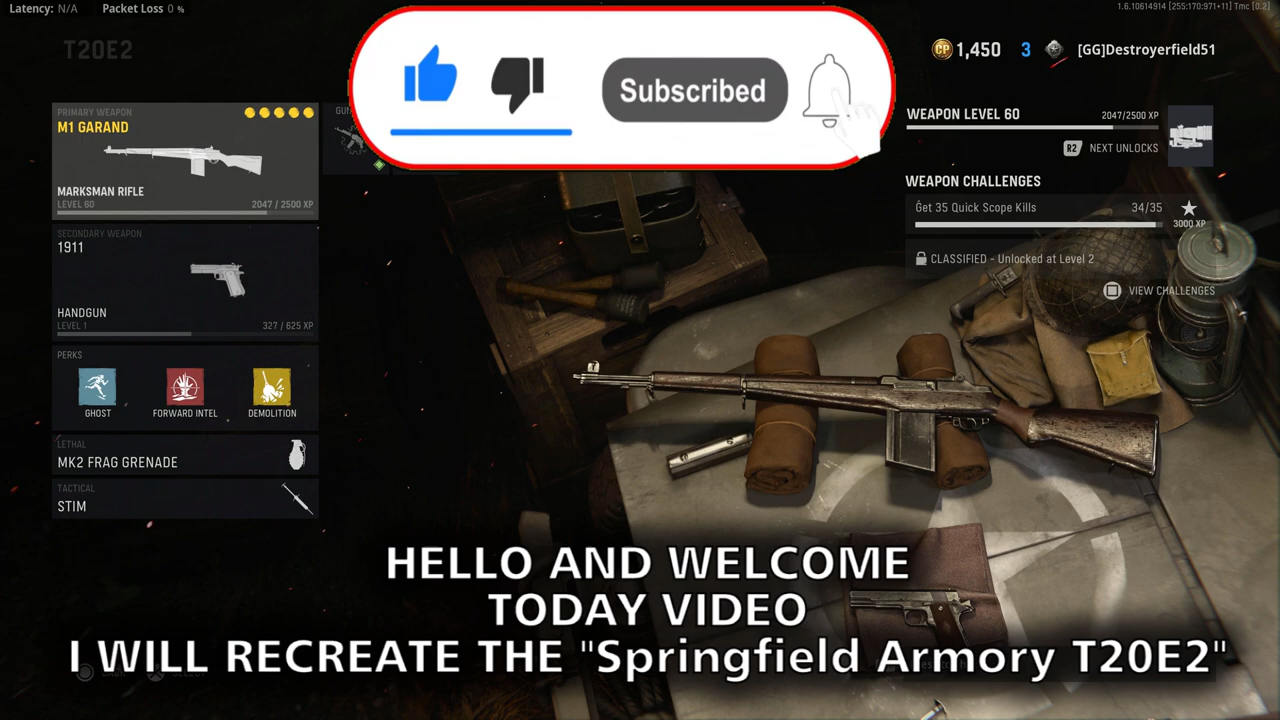 Latency: N/A Packet Loss 0 %
1.6.10614914 [255:170:971+11] Tmc [0.2]
T20E2
Subscribed
CP 1,450 3 [GG]Destroyerfield51
PRIMARY WEAPON
M1 GARAND
MARKSMAN RIFLE
LEVEL 60 2047 / 2500 XP
SECONDARY WEAPON
1911
HANDGUN
LEVEL 1 327 / 625 XP
PERKS
GHOST FORWARD INTEL DEMOLITION
LETHAL
MK2 FRAG GRENADE
TACTICAL
STIM
WEAPON LEVEL 60 2047/2500 XP
R2 NEXT UNLOCKS
WEAPON CHALLENGES
Get 35 Quick Scope Kills 34/35
3000 XP
CLASSIFIED - Unlocked at Level 2
VIEW CHALLENGES
HELLO AND WELCOME
TODAY VIDEO
I WILL RECREATE THE "Springfield Armory T20E2"